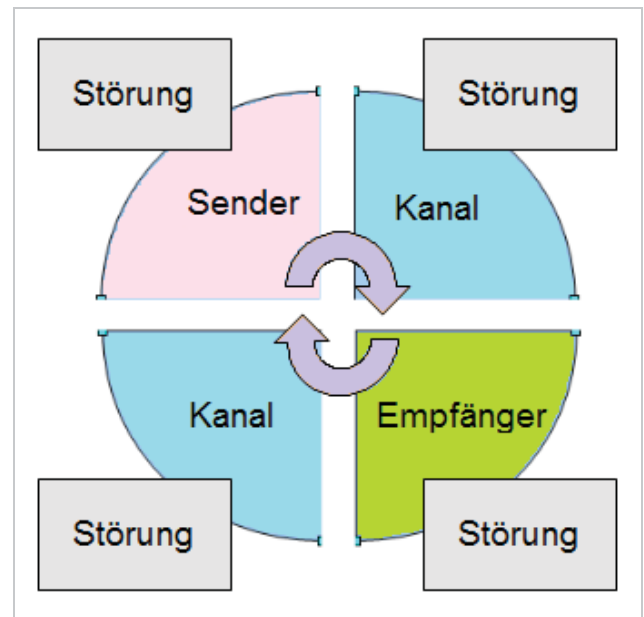 Störung
Störung
Sender
Kanal
Kanal
Empfänger
Störung
Störung